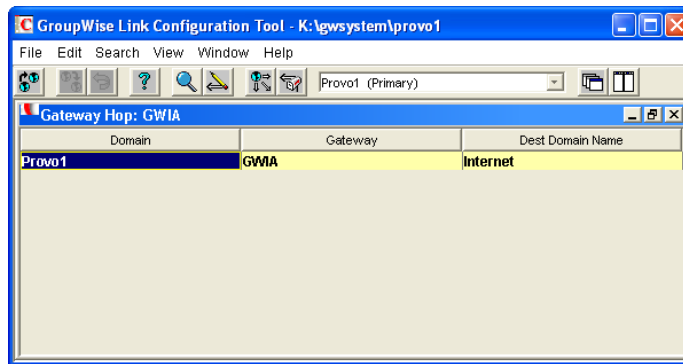 GroupWise Link Configuration Tool - K:\gwsystem\provo1
File Edit Search View Window Help
Provo1 (Primary)
Gateway Hop: GWIA
Domain Gateway Dest Domain Name
Provo1 GWIA Internet